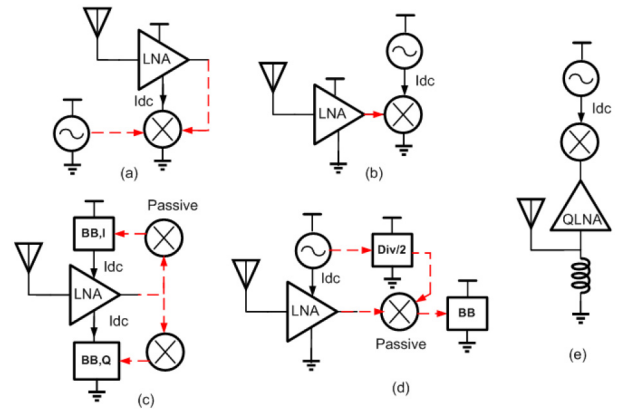 LNA
Idc
(a)
Idc
LNA
(b)
Idc
QLNA
(e)
Passive
BB,I
Idc
LNA
Idc
BB,Q
(c)
Div/2
Idc
LNA
Passive
BB
(d)